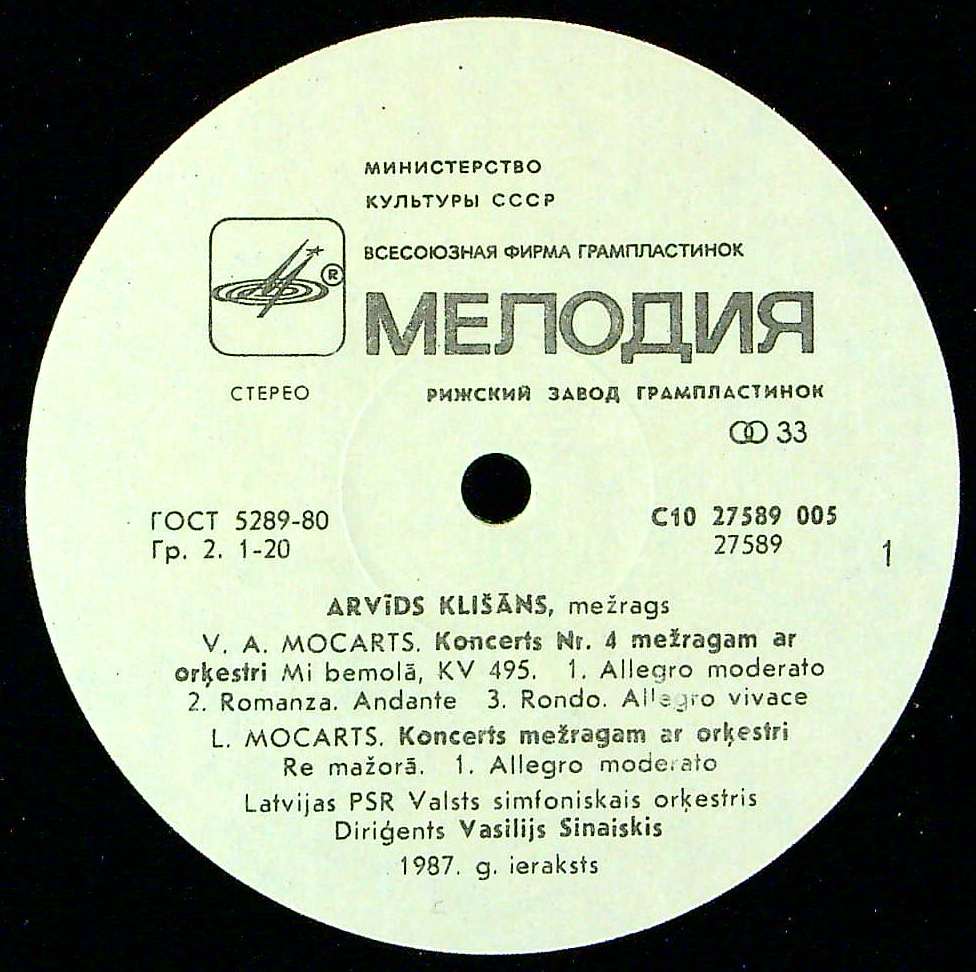 МИНИСТЕРСТВО
КУЛЬТУРЫ СССР
ВСЕСОЮЗНАЯ ФИРМА ГРАМПЛАСТИНОК
®
МЕЛОДИЯ
СТЕРЕО
РИЖСКИЙ ЗАВОД ГРАМПЛАСТИНОК
33
ГОСТ 5289-80
Гр. 2. 1-20
С10 27589 005
27589
1
ARVĪDS KLIŠĀNS, mežrags
V. A. MOCARTS. Koncerts Nr. 4 mežragam ar
orķestri Mi bemolā, KV 495. 1. Allegro moderato
2. Romanza. Andante 3. Rondo. Allegro vivace
L. MOCARTS. Koncerts mežragam ar orķestri
Re mažorā. 1. Allegro moderato
Latvijas PSR Valsts simfoniskais orķestris
Diriģents Vasilijs Sinaiskis
1987. g. ieraksts